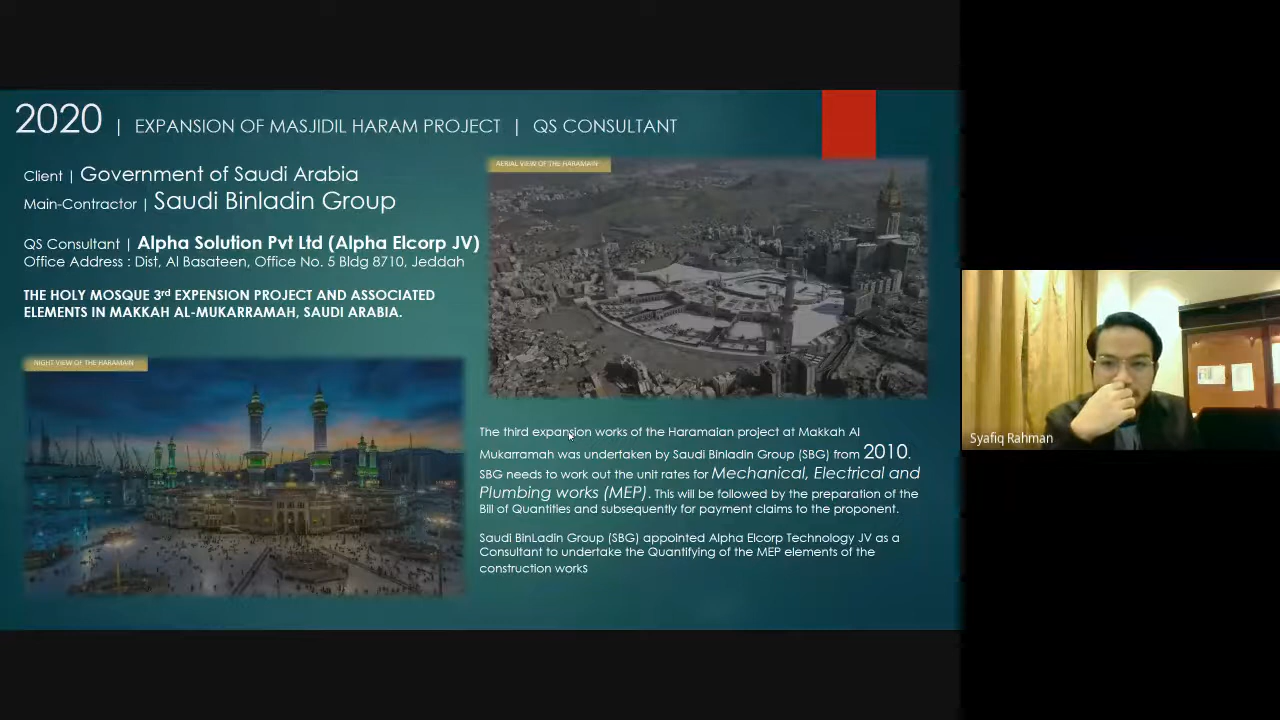 2020 | EXPANSION OF MASJIDIL HARAM PROJECT | QS CONSULTANT
Client | Government of Saudi Arabia
Main-Contractor | Saudi Binladin Group
QS Consultant | Alpha Solution Pvt Ltd (Alpha Elcorp JV)
Office Address : Dist, Al Basateen, Office No. 5 Bldg 8710, Jeddah
THE HOLY MOSQUE 3rd EXPENSION PROJECT AND ASSOCIATED
ELEMENTS IN MAKKAH AL-MUKARRAMAH, SAUDI ARABIA.
NIGHT VIEW OF THE HARAMAIN
AERIAL VIEW OF THE HARAMAIN
The third expansion works of the Haramaian project at Makkah Al
Mukarramah was undertaken by Saudi Binladin Group (SBG) from 2010.
SBG needs to work out the unit rates for Mechanical, Electrical and
Plumbing works (MEP). This will be followed by the preparation of the
Bill of Quantities and subsequently for payment claims to the proponent.
Saudi BinLadin Group (SBG) appointed Alpha Elcorp Technology JV as a
Consultant to undertake the Quantifying of the MEP elements of the
construction works
Syafiq Rahman